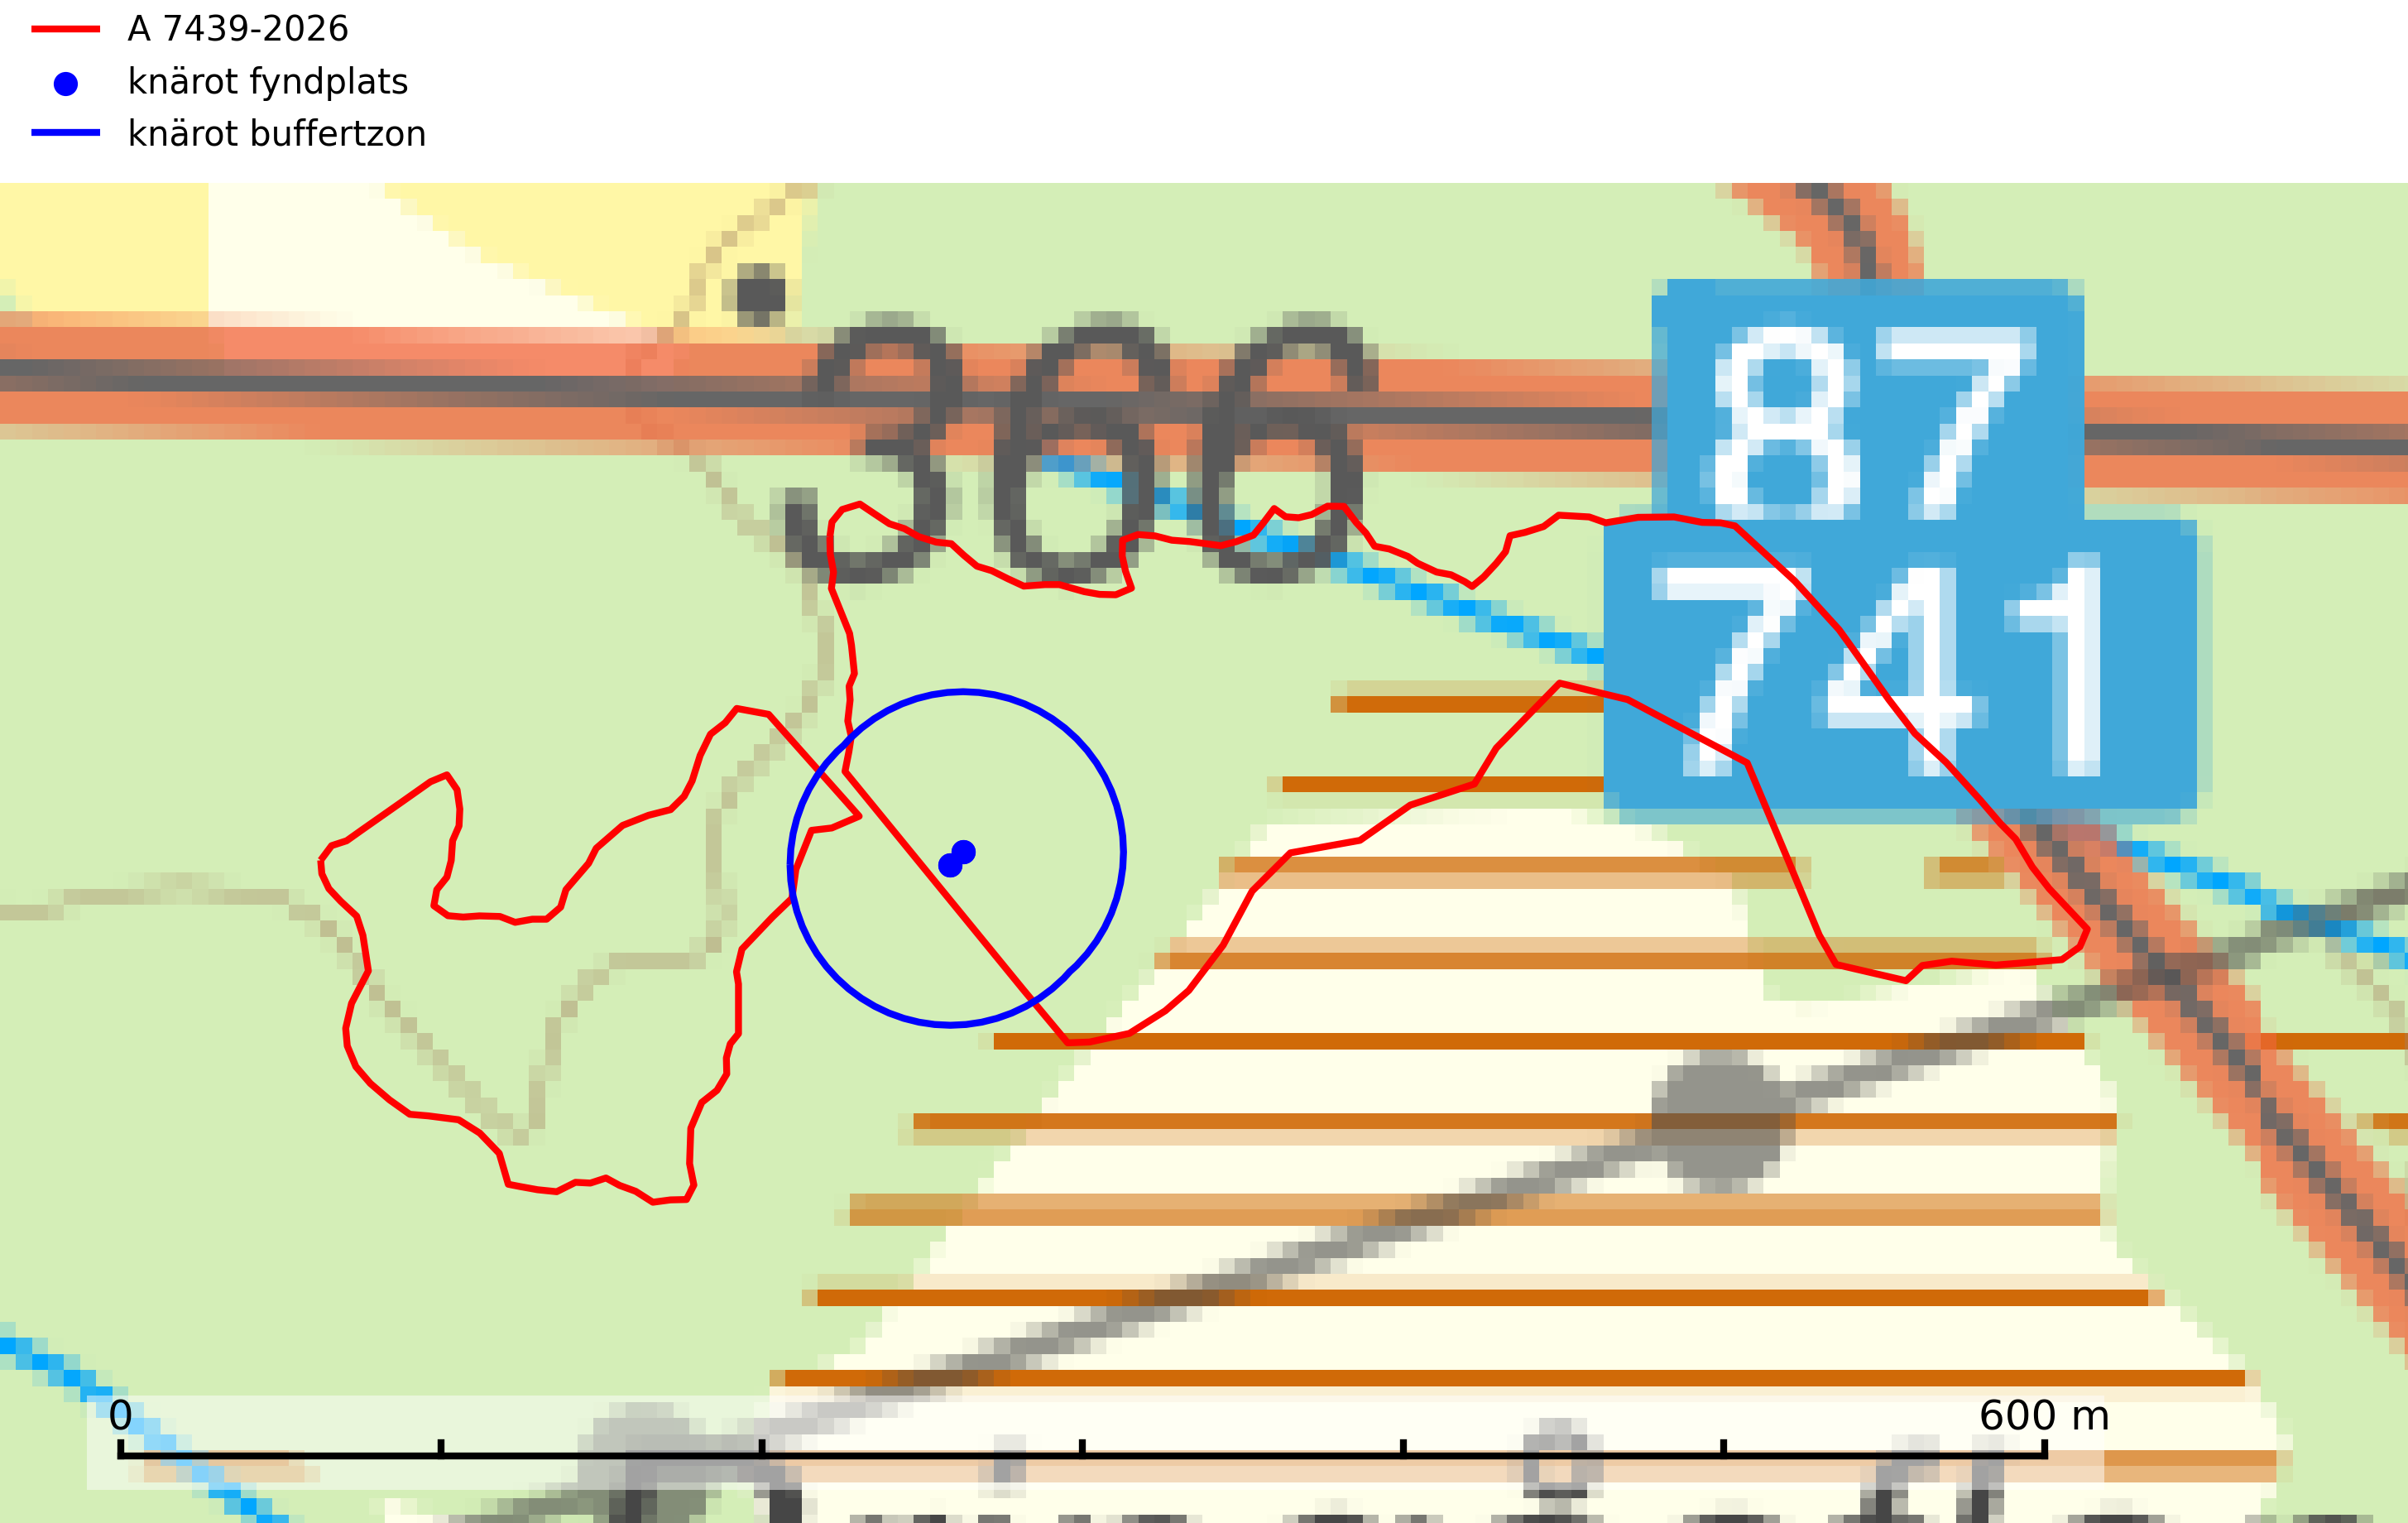 A 7439-2026
knärot fyndplats
knärot buffertzon
366
87
741
0
600 m